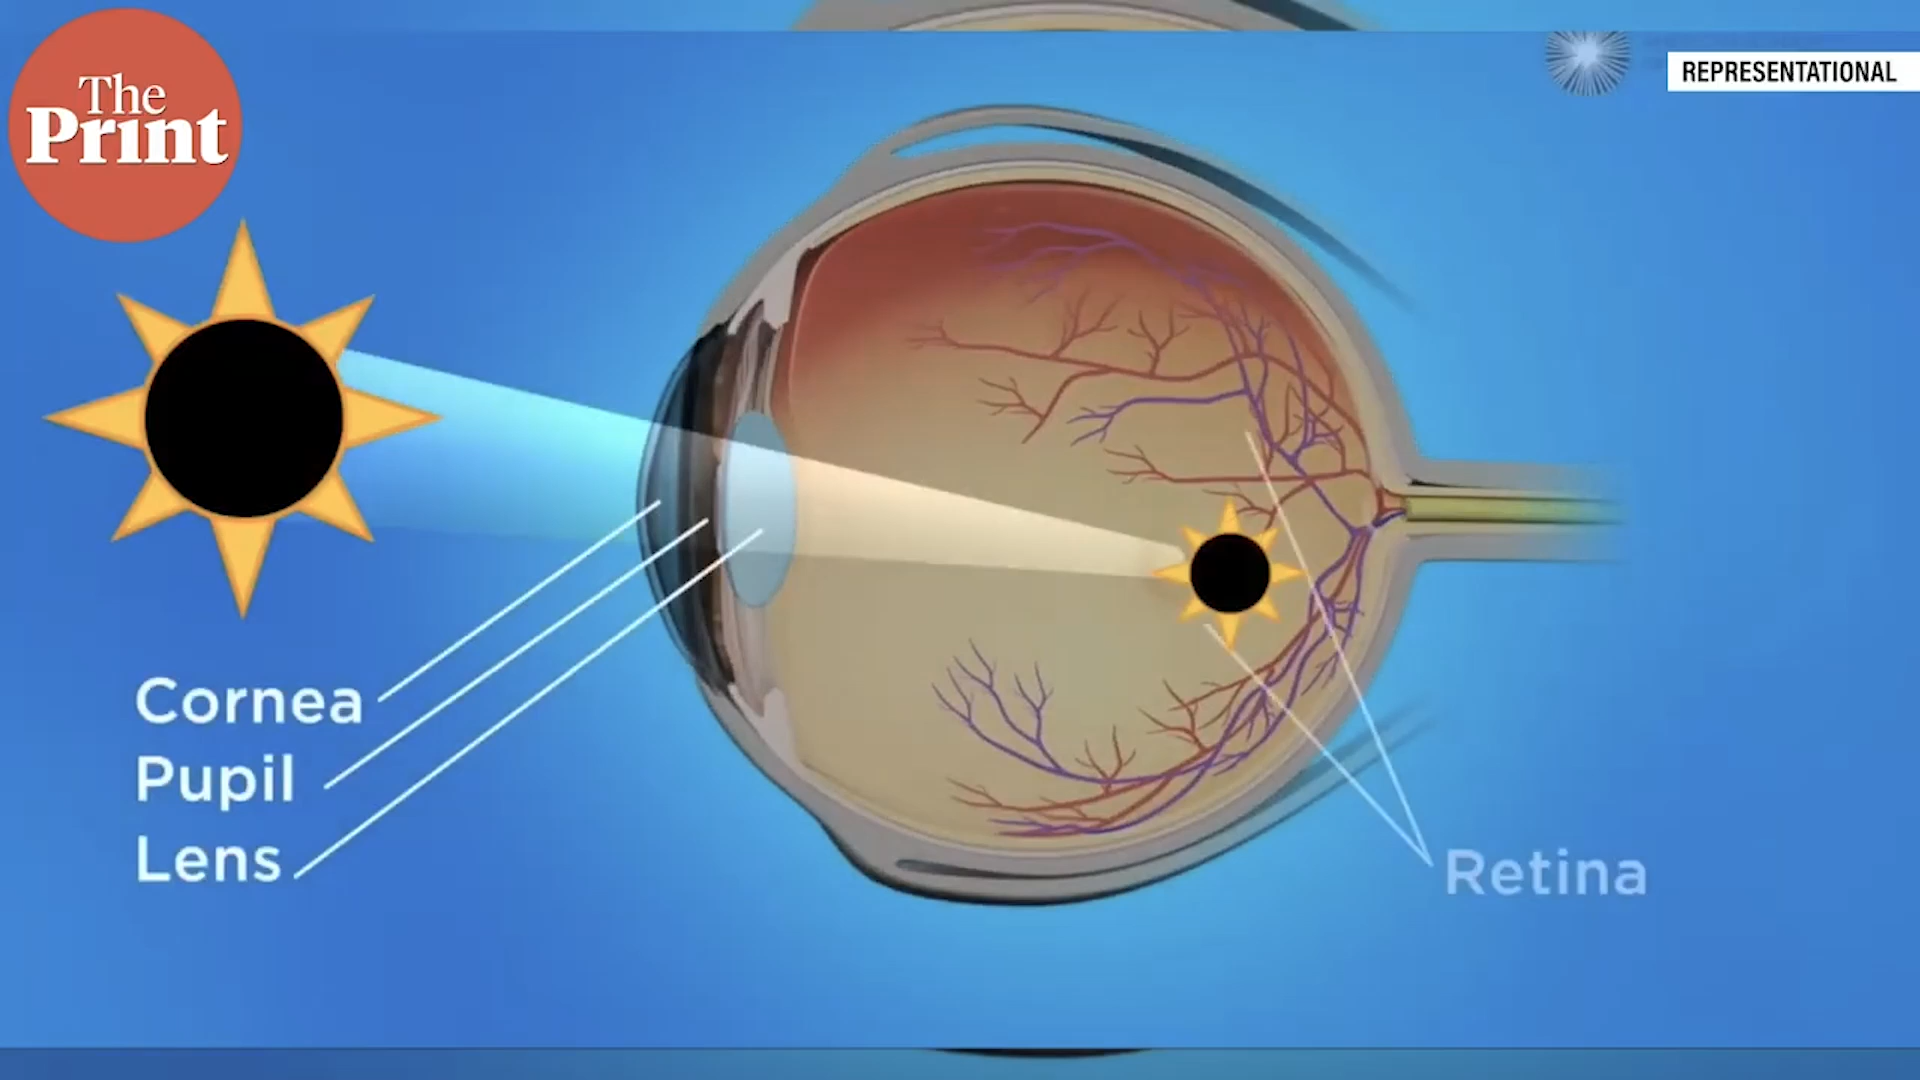 The
Print
REPRESENTATIONAL
Cornea
Pupil
Lens
Retina